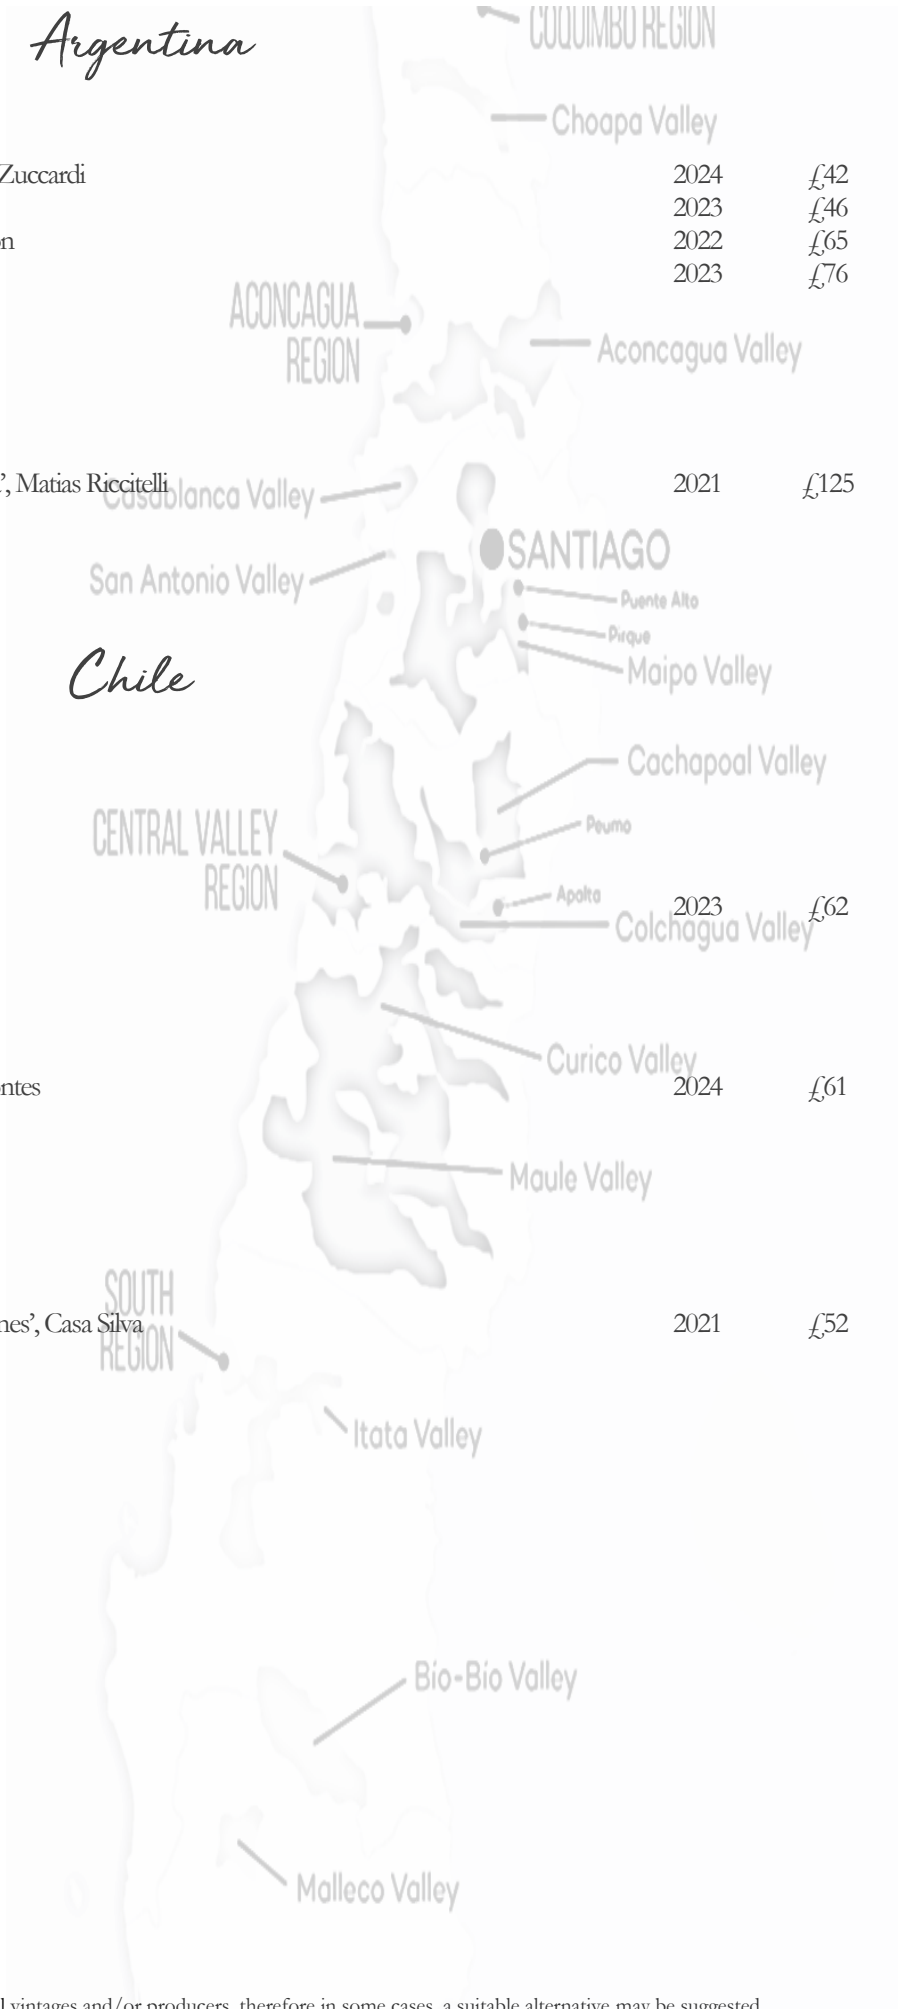 Argentina
COQUIMBO REGION
Choapa Valley
Zuccardi 2024 £42
2023 £46
on 2022 £65
2023 £76
ACONCAGUA
REGION
Aconcagua Valley
’, Matias Riccitelli 2021 £125
Casablanca Valley
SANTIAGO
San Antonio Valley
Puente Alto
Pirque
Maipo Valley
Chile
Cachapoal Valley
Peumo
CENTRAL VALLEY
REGION
Apalta
2023 £62
Colchagua Valley
Curico Valley
ontes 2024 £61
Maule Valley
SOUTH
REGION
nes’, Casa Silva 2021 £52
Itata Valley
Bio-Bio Valley
Malleco Valley
l vintages and/or producers, therefore in some cases, a suitable alternative may be suggested